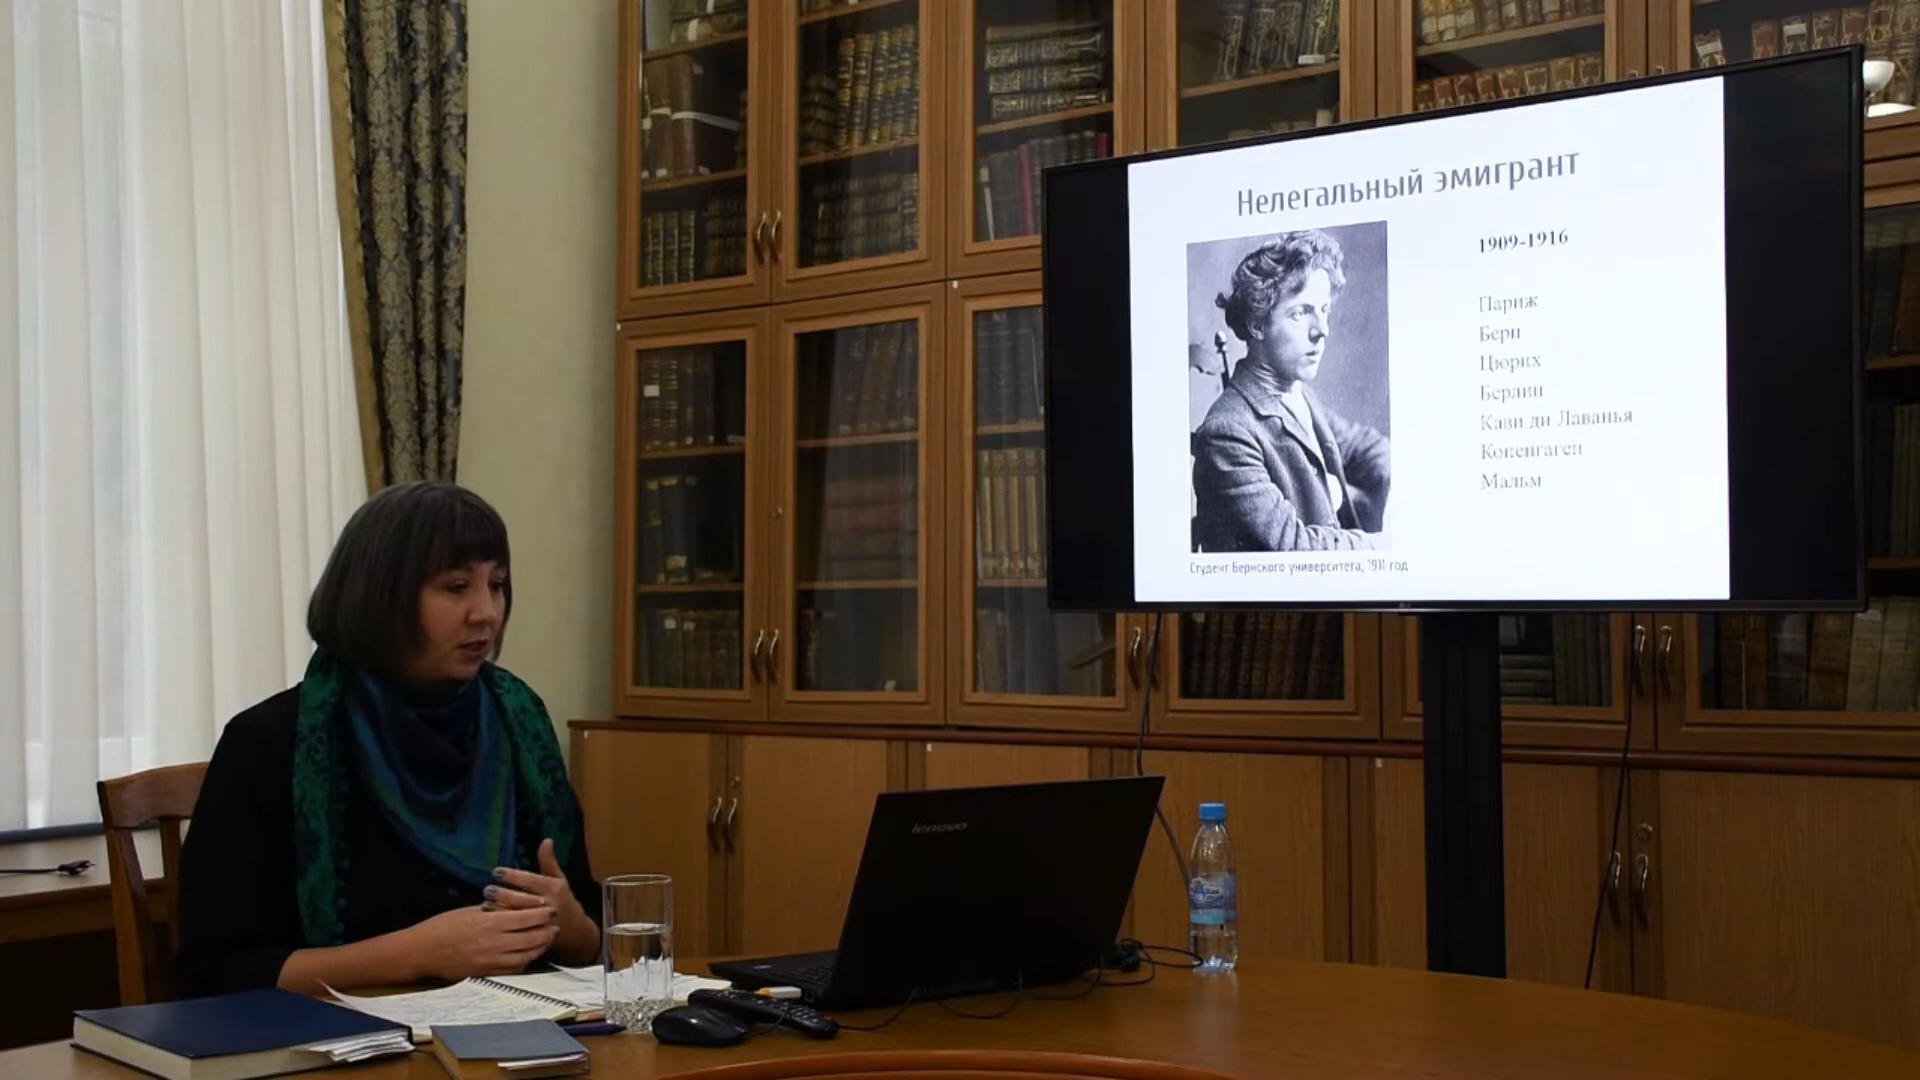 Нелегальный эмигрант
1909-1916
Париж
Берн
Цюрих
Берлин
Кави ди Лаванья
Копенгаген
Мальм
Студент Бернского университета, 1911 год
lenovo